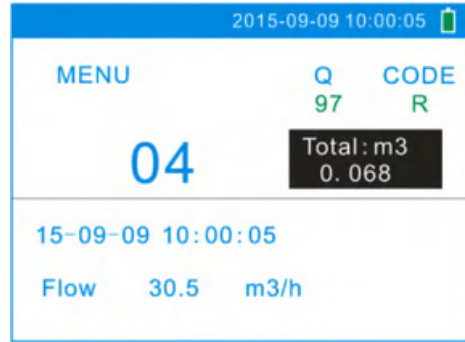 2015-09-09 10:00:05
MENU Q CODE
97 R
04
Total: m3
0. 068
15-09-09 10:00:05
Flow 30.5 m3/h